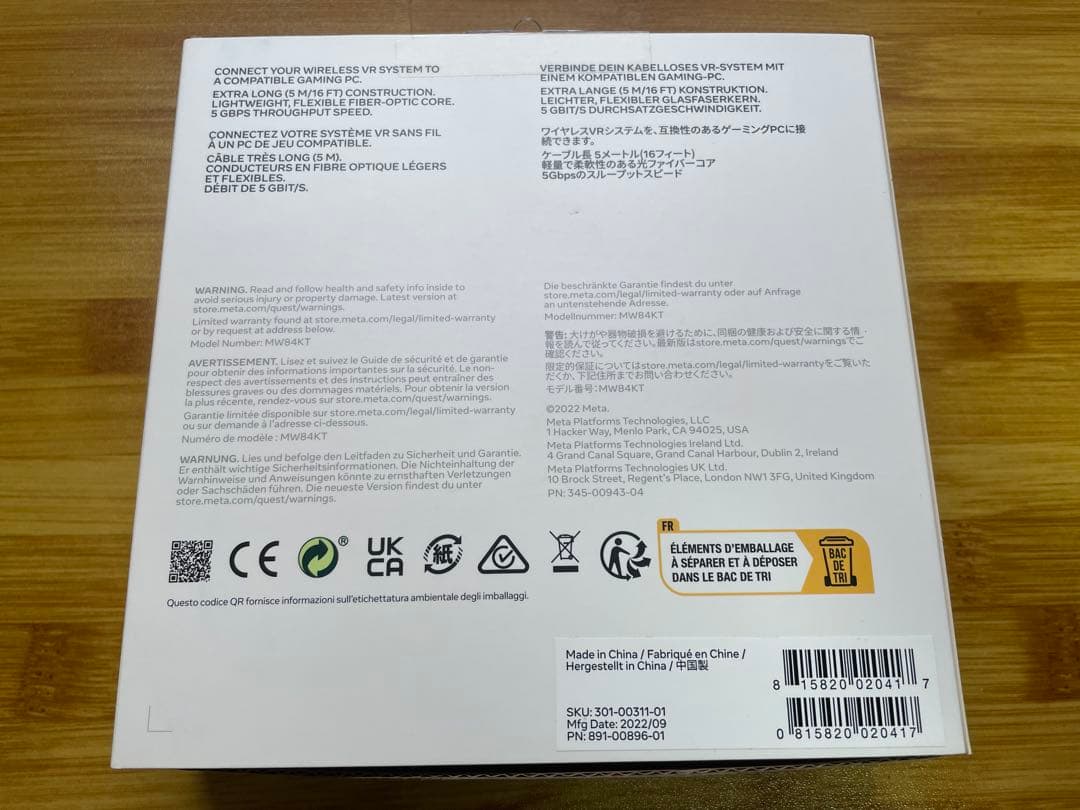 CONNECT YOUR WIRELESS VR SYSTEM TO
A COMPATIBLE GAMING PC.
EXTRA LONG (5 M/16 FT) CONSTRUCTION.
LIGHTWEIGHT, FLEXIBLE FIBER-OPTIC CORE.
5 GBPS THROUGHPUT SPEED.
CONNECTEZ VOTRE SYSTÈME VR SANS FIL
À UN PC DE JEU COMPATIBLE.
CÂBLE TRÈS LONG (5 M).
CONDUCTEURS EN FIBRE OPTIQUE LÉGERS
ET FLEXIBLES.
DÉBIT DE 5 GBIT/S.
VERBINDE DEIN KABELLOSES VR-SYSTEM MIT
EINEM KOMPATIBLEN GAMING-PC.
EXTRA LANGE (5 M/16 FT) KONSTRUKTION.
LEICHTER, FLEXIBLER GLASFASERKERN.
5 GBIT/S DURCHSATZGESCHWINDIGKEIT.
ワイヤレスVRシステムを、互換性のあるゲーミングPCに接
続できます。
ケーブル長 5メートル(16フィート)
軽量で柔軟性のある光ファイバーコア
5Gbpsのスループットスピード
WARNING. Read and follow health and safety info inside to
avoid serious injury or property damage. Latest version at
store.meta.com/quest/warnings.
Limited warranty found at store.meta.com/legal/limited-warranty
or by request at address below.
Model Number: MW84KT
AVERTISSEMENT. Lisez et suivez le Guide de sécurité et de garantie
pour obtenir des informations importantes sur la sécurité. Le non-
respect des avertissements et des instructions peut entraîner des
blessures graves ou des dommages matériels. Pour obtenir la version
la plus récente, rendez-vous sur store.meta.com/quest/warnings.
Garantie limitée disponible sur store.meta.com/legal/limited-warranty
ou sur demande à l'adresse ci-dessous.
Numéro de modèle : MW84KT
WARNUNG. Lies und befolge den Leitfaden zu Sicherheit und Garantie.
Er enthält wichtige Sicherheitsinformationen. Die Nichteinhaltung der
Warnhinweise und Anweisungen könnte zu ernsthaften Verletzungen
oder Sachschäden führen. Die neueste Version findest du unter
store.meta.com/quest/warnings.
Die beschränkte Garantie findest du unter
store.meta.com/legal/limited-warranty oder auf Anfrage
an untenstehende Adresse.
Modellnummer: MW84KT
警告: 大けがや器物破損を避けるために、同梱の健康および安全に関する情
報を読んで従ってください。最新版はstore.meta.com/quest/warningsでご
確認ください。
限定的保証についてはstore.meta.com/legal/limited-warrantyをご覧いた
だくか、下記住所までお問い合わせください。
モデル番号:MW84KT
©2022 Meta.
Meta Platforms Technologies, LLC
1 Hacker Way, Menlo Park, CA 94025, USA
Meta Platforms Technologies Ireland Ltd.
4 Grand Canal Square, Grand Canal Harbour, Dublin 2, Ireland
Meta Platforms Technologies UK Ltd.
10 Brock Street, Regent's Place, London NW1 3FG, United Kingdom
PN: 345-00943-04
CE
®
UK
CA
紙
FR
ÉLÉMENTS D'EMBALLAGE
À SÉPARER ET À DÉPOSER
DANS LE BAC DE TRI
BAC
DE
TRI
Questo codice QR fornisce informazioni sull'etichettatura ambientale degli imballaggi.
Made in China / Fabriqué en Chine /
Hergestellt in China / 中国製
SKU: 301-00311-01
Mfg Date: 2022/09
PN: 891-00896-01
8 15820 02041 7
0 815820 020417